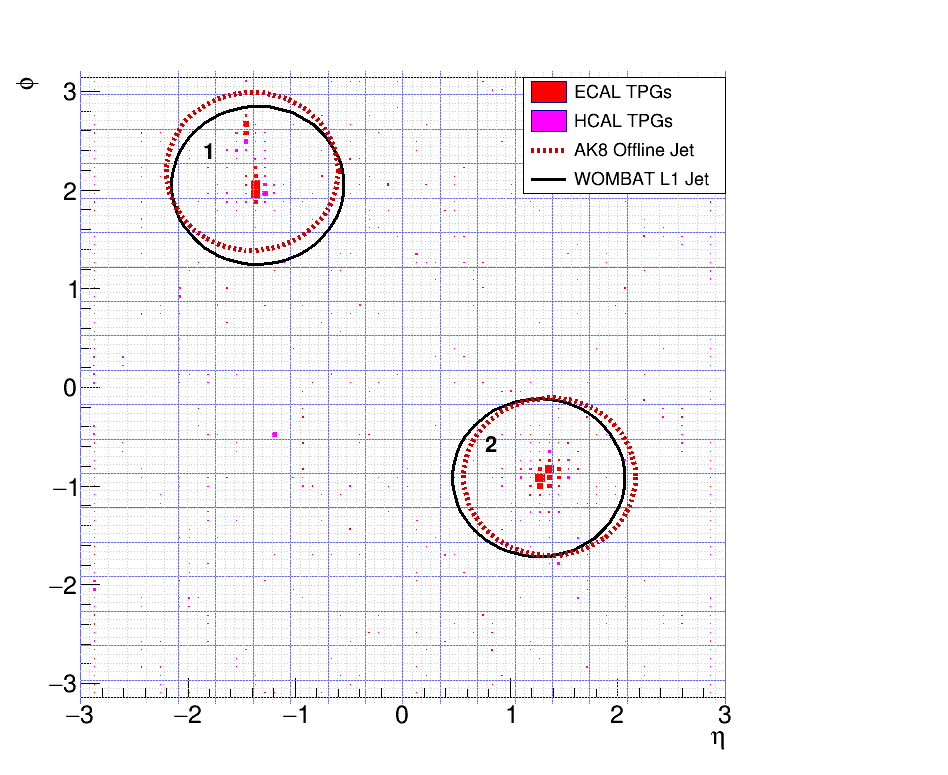 ϕ
3
2
1
0
−1
−2
−3
1
2
ECAL TPGs
HCAL TPGs
AK8 Offline Jet
WOMBAT L1 Jet
−3 −2 −1 0 1 2 3
η